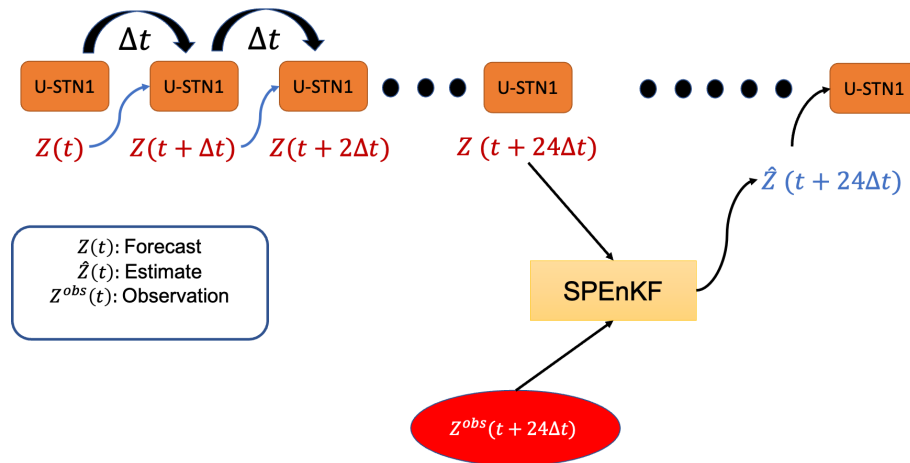 Δt Δt
U-STN1 U-STN1 U-STN1 U-STN1 U-STN1
Z(t) Z(t + Δt) Z(t + 2Δt) Z (t + 24Δt)
Ẑ (t + 24Δt)
Z(t): Forecast
Ẑ(t): Estimate
Z^obs(t): Observation
SPEnKF
Z^obs(t + 24Δt)